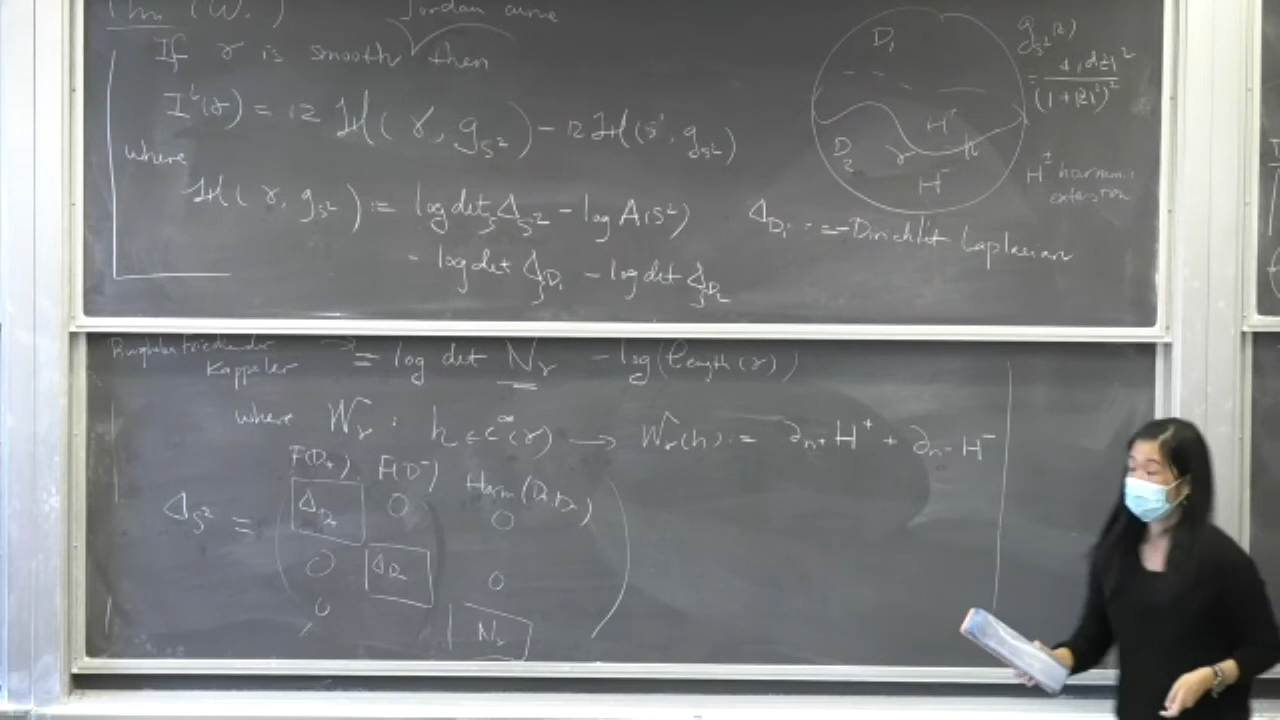 Thm (W.) Jordan curve
If γ is smooth then
I^L(γ) = 12 H(γ, g_{S²}) - 12 H(S¹, g_{S²})
where
H(γ, g_{S²}) := log det_ζ Δ_{S²} - log A(S²)
- log det_ζ Δ_{D₁} - log det_ζ Δ_{D₂}
Δ_{D_i} := -Dirichlet Laplacian
D₁
D₂
H⁺
γ
h
H⁻
g_{S²}(z)
= 4|dz|² / (1+|z|²)²
H^± harmonic
extension
Burghelea Friedlander
Kappeler
= log det N_γ - log(length(γ))
where N_γ : h ∈ C^∞(γ) → N_γ(h) := ∂_{n+} H⁺ + ∂_{n-} H⁻
F(D₊) F(D⁻) Harm(D₁,D₂)
Δ_{S²} = Δ_{D₁} 0 0
0 Δ_{D₂} 0
0 N_γ